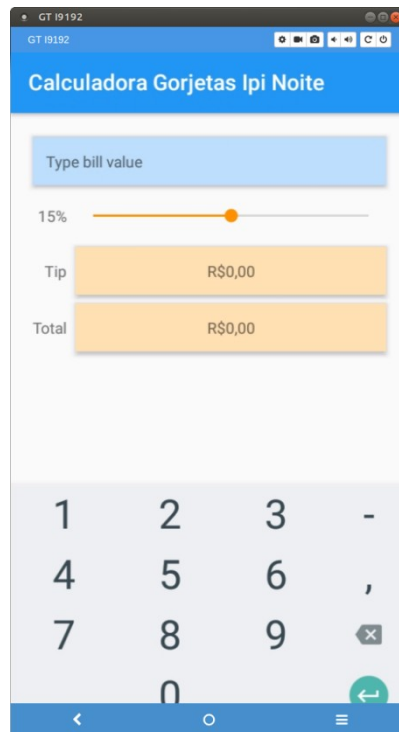 GT I9192
GT I9192
Calculadora Gorjetas Ipi Noite
Type bill value
15%
Tip R$0,00
Total R$0,00
1 2 3 -
4 5 6 ,
7 8 9
0